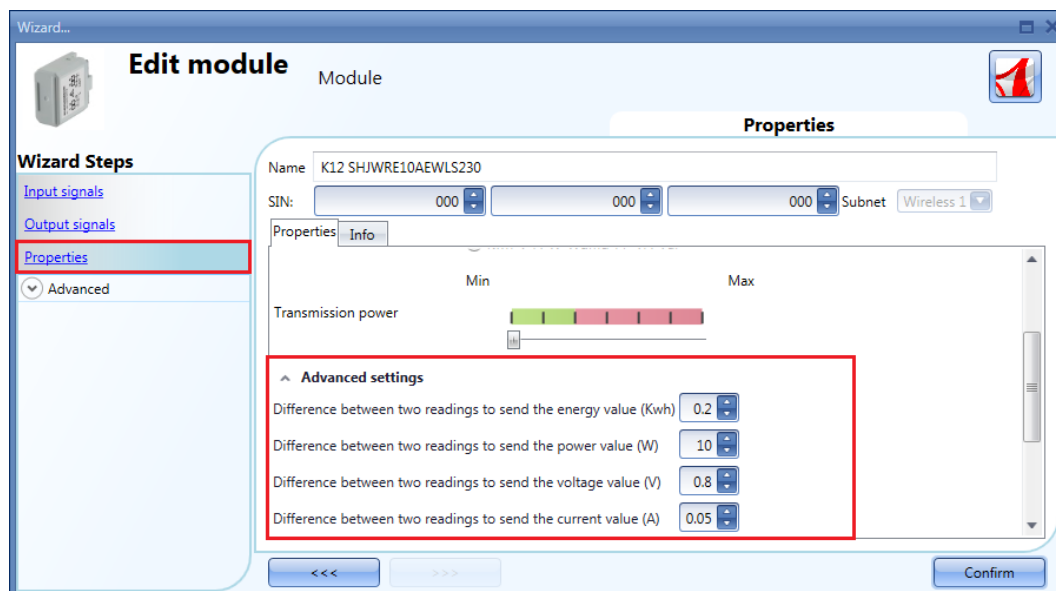 Wizard...
Edit module
Module
Properties
Wizard Steps
Input signals
Output signals
Properties
Advanced
Name K12 SHJWRE10AEWLS230
SIN: 000 000 000 Subnet Wireless 1
Properties Info
Min Max
Transmission power
Advanced settings
Difference between two readings to send the energy value (Kwh) 0.2
Difference between two readings to send the power value (W) 10
Difference between two readings to send the voltage value (V) 0.8
Difference between two readings to send the current value (A) 0.05
<<< >>> Confirm